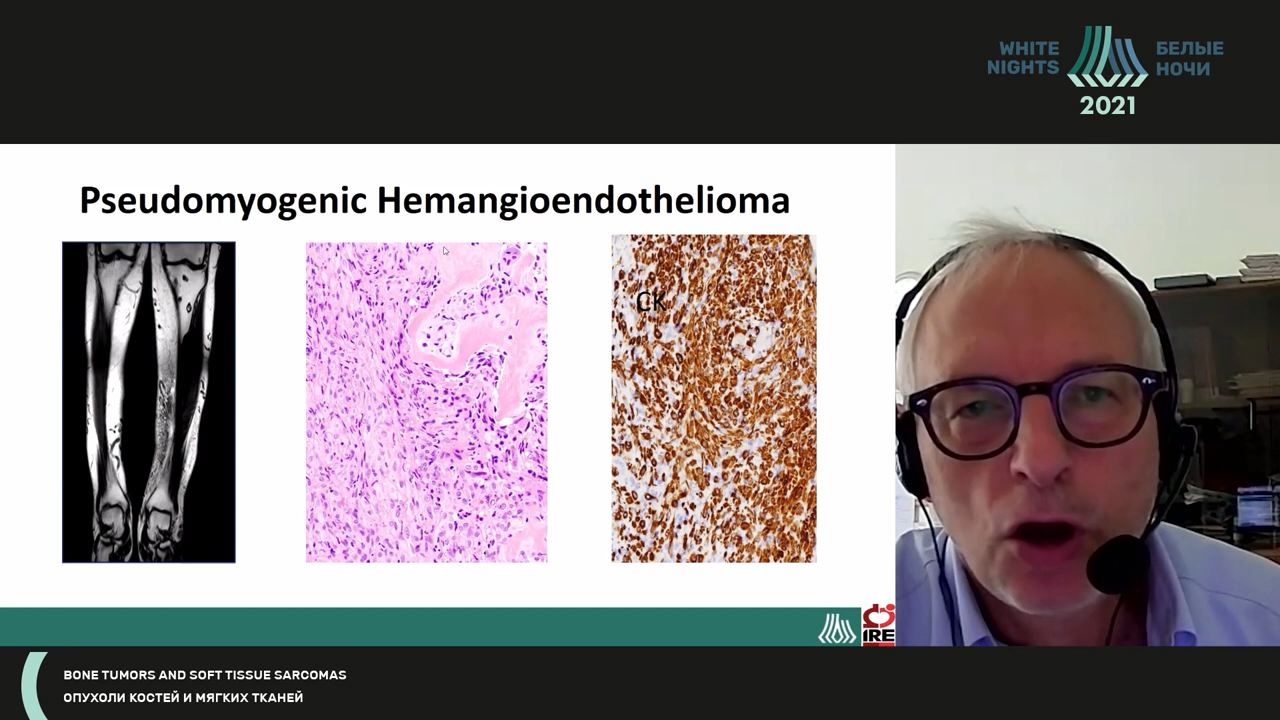 WHITE
NIGHTS
БЕЛЫЕ
НОЧИ
2021
Pseudomyogenic Hemangioendothelioma
CK
IRE
BONE TUMORS AND SOFT TISSUE SARCOMAS
ОПУХОЛИ КОСТЕЙ И МЯГКИХ ТКАНЕЙ